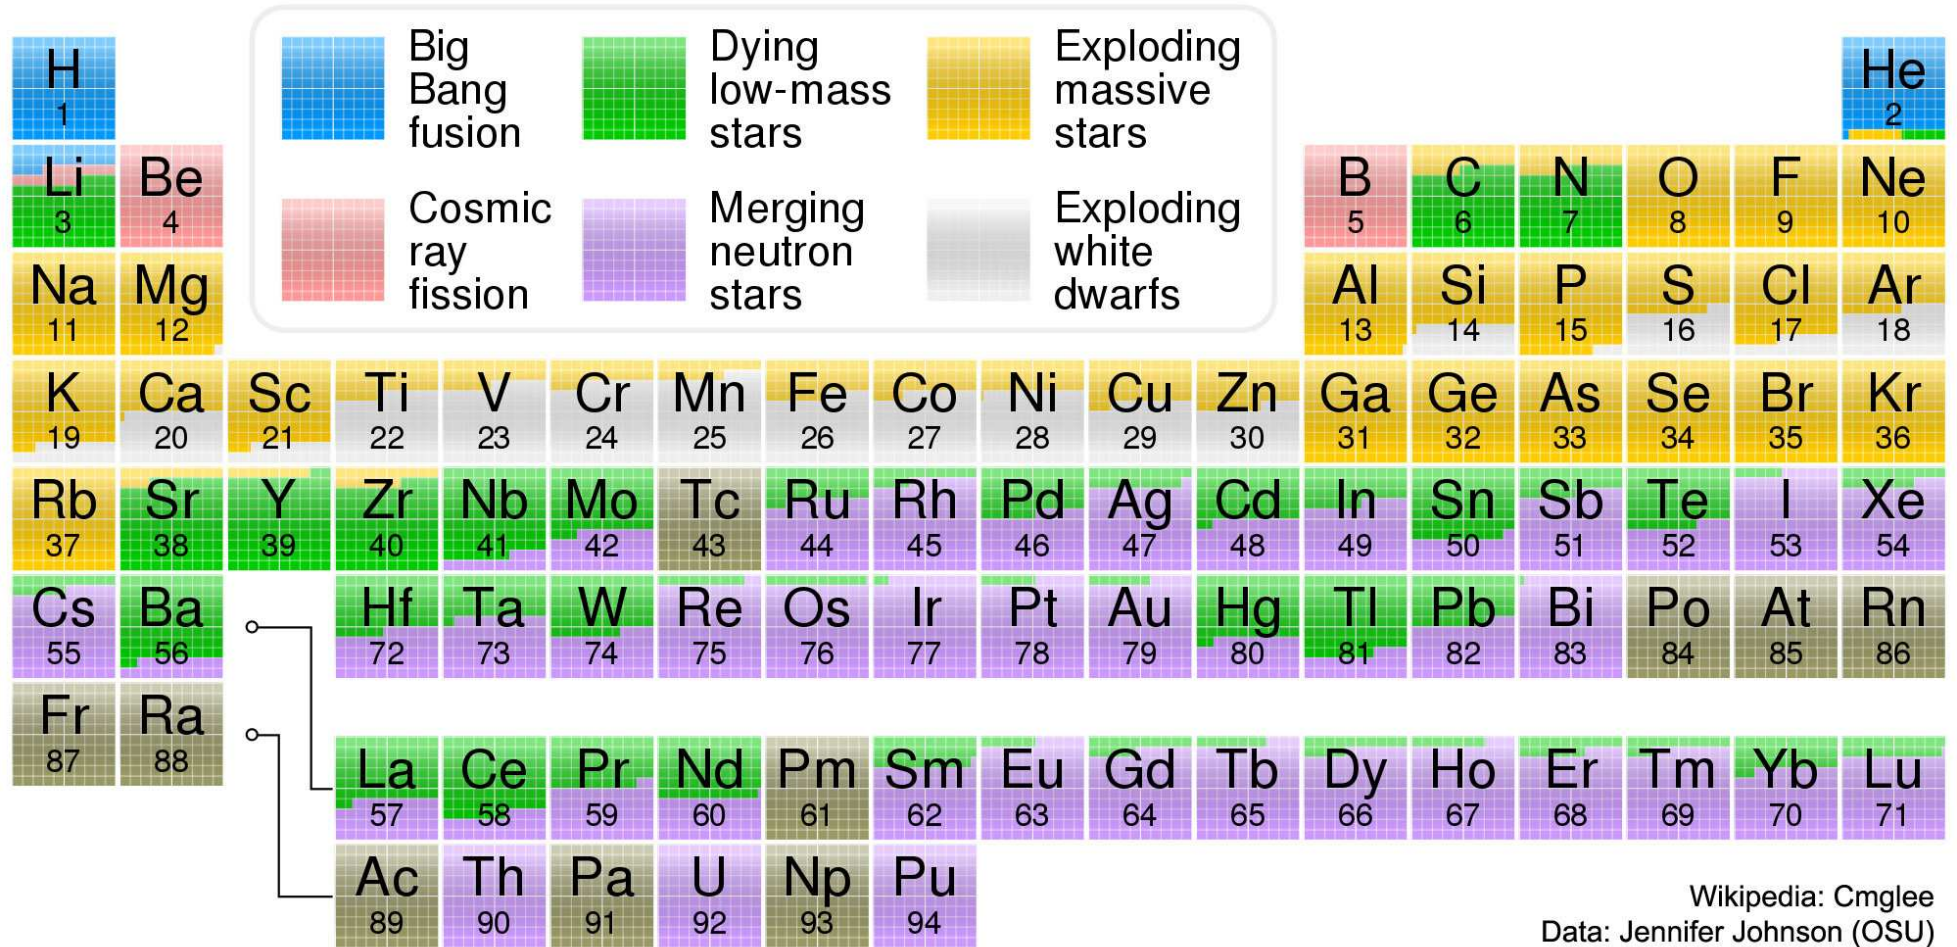 Big
Bang
fusion
Dying
low-mass
stars
Exploding
massive
stars
Cosmic
ray
fission
Merging
neutron
stars
Exploding
white
dwarfs
H He
1 2
Li Be B C N O F Ne
3 4 5 6 7 8 9 10
Na Mg Al Si P S Cl Ar
11 12 13 14 15 16 17 18
K Ca Sc Ti V Cr Mn Fe Co Ni Cu Zn Ga Ge As Se Br Kr
19 20 21 22 23 24 25 26 27 28 29 30 31 32 33 34 35 36
Rb Sr Y Zr Nb Mo Tc Ru Rh Pd Ag Cd In Sn Sb Te I Xe
37 38 39 40 41 42 43 44 45 46 47 48 49 50 51 52 53 54
Cs Ba Hf Ta W Re Os Ir Pt Au Hg Tl Pb Bi Po At Rn
55 56 72 73 74 75 76 77 78 79 80 81 82 83 84 85 86
Fr Ra
87 88
La Ce Pr Nd Pm Sm Eu Gd Tb Dy Ho Er Tm Yb Lu
57 58 59 60 61 62 63 64 65 66 67 68 69 70 71
Ac Th Pa U Np Pu
89 90 91 92 93 94
Wikipedia: Cmglee
Data: Jennifer Johnson (OSU)